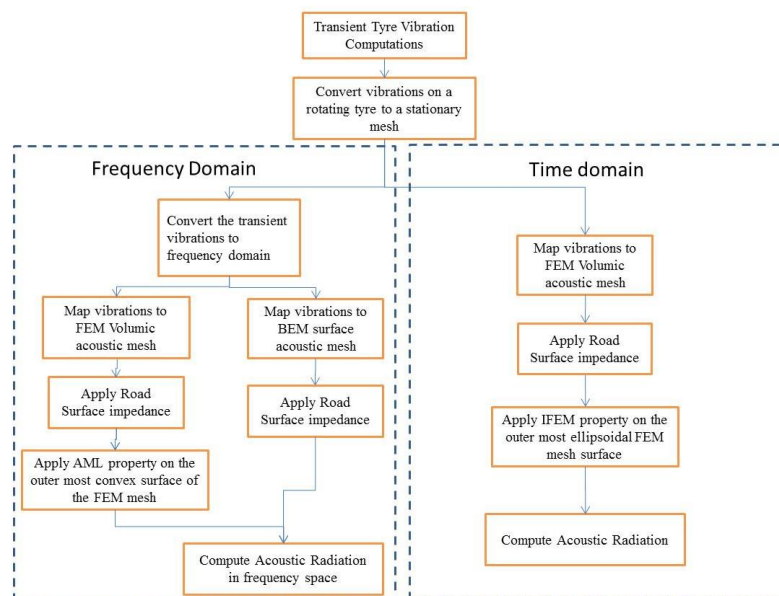 Transient Tyre Vibration
Computations
Convert vibrations on a
rotating tyre to a stationary
mesh
Frequency Domain
Convert the transient
vibrations to
frequency domain
Map vibrations to
FEM Volumic
acoustic mesh
Map vibrations to
BEM surface
acoustic mesh
Apply Road
Surface impedance
Apply Road
Surface impedance
Apply AML property on the
outer most convex surface of
the FEM mesh
Compute Acoustic Radiation
in frequency space
Time domain
Map vibrations to
FEM Volumic
acoustic mesh
Apply Road
Surface impedance
Apply IFEM property on the
outer most ellipsoidal FEM
mesh surface
Compute Acoustic Radiation